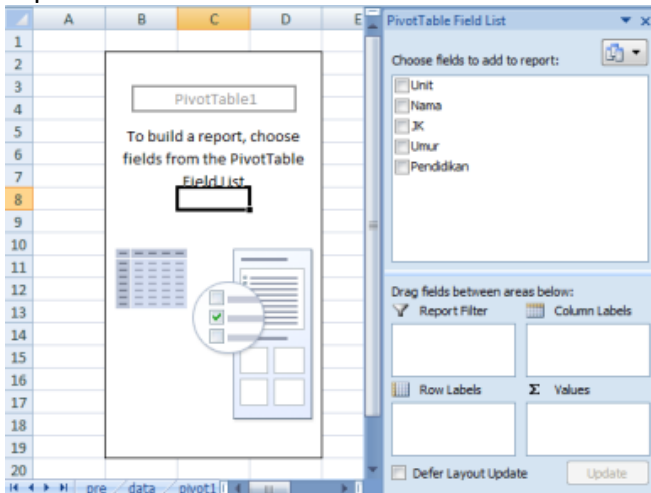 A B C D E
PivotTable Field List
1
2
3
4
5
6
7
8
9
10
11
12
13
14
15
16
17
18
19
20
PivotTable1
To build a report, choose
fields from the PivotTable
Field List
Choose fields to add to report:
Unit
Nama
JK
Umur
Pendidikan
Drag fields between areas below:
Report Filter Column Labels
Row Labels Σ Values
Defer Layout Update Update
pre data pivot1